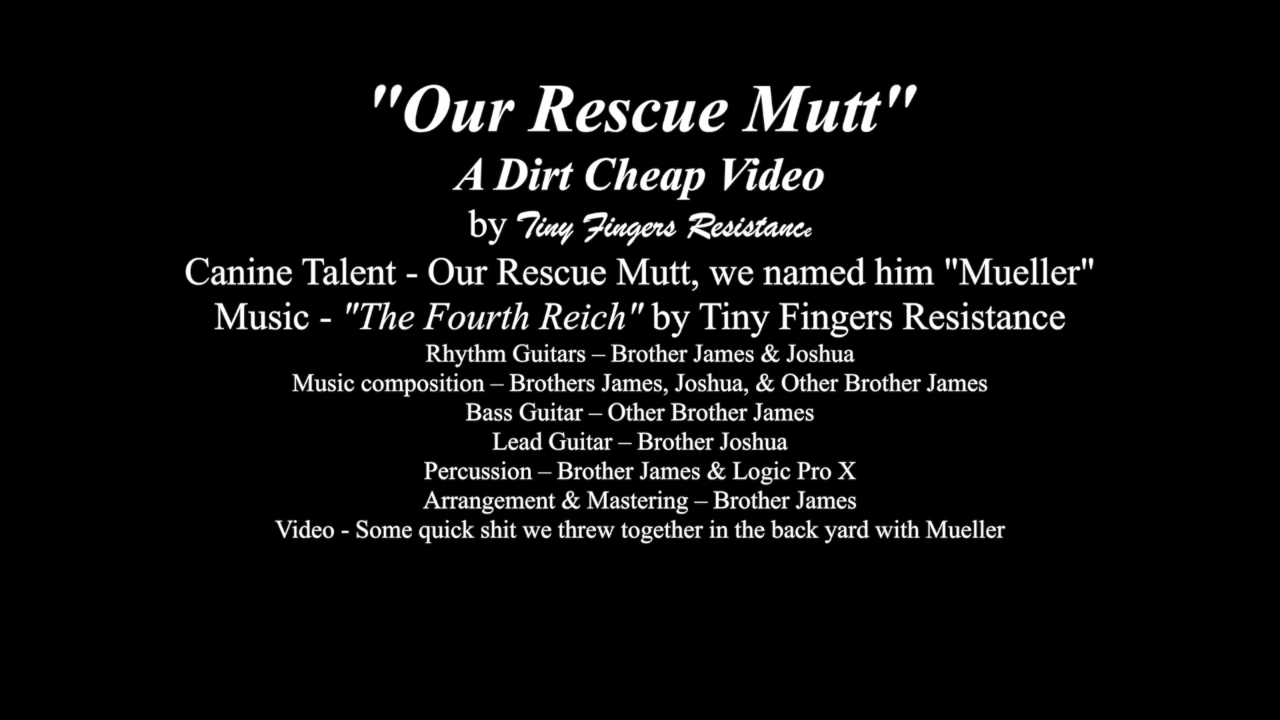 "Our Rescue Mutt"
A Dirt Cheap Video
by Tiny Fingers Resistance
Canine Talent - Our Rescue Mutt, we named him "Mueller"
Music - "The Fourth Reich" by Tiny Fingers Resistance
Rhythm Guitars – Brother James & Joshua
Music composition – Brothers James, Joshua, & Other Brother James
Bass Guitar – Other Brother James
Lead Guitar – Brother Joshua
Percussion – Brother James & Logic Pro X
Arrangement & Mastering – Brother James
Video - Some quick shit we threw together in the back yard with Mueller